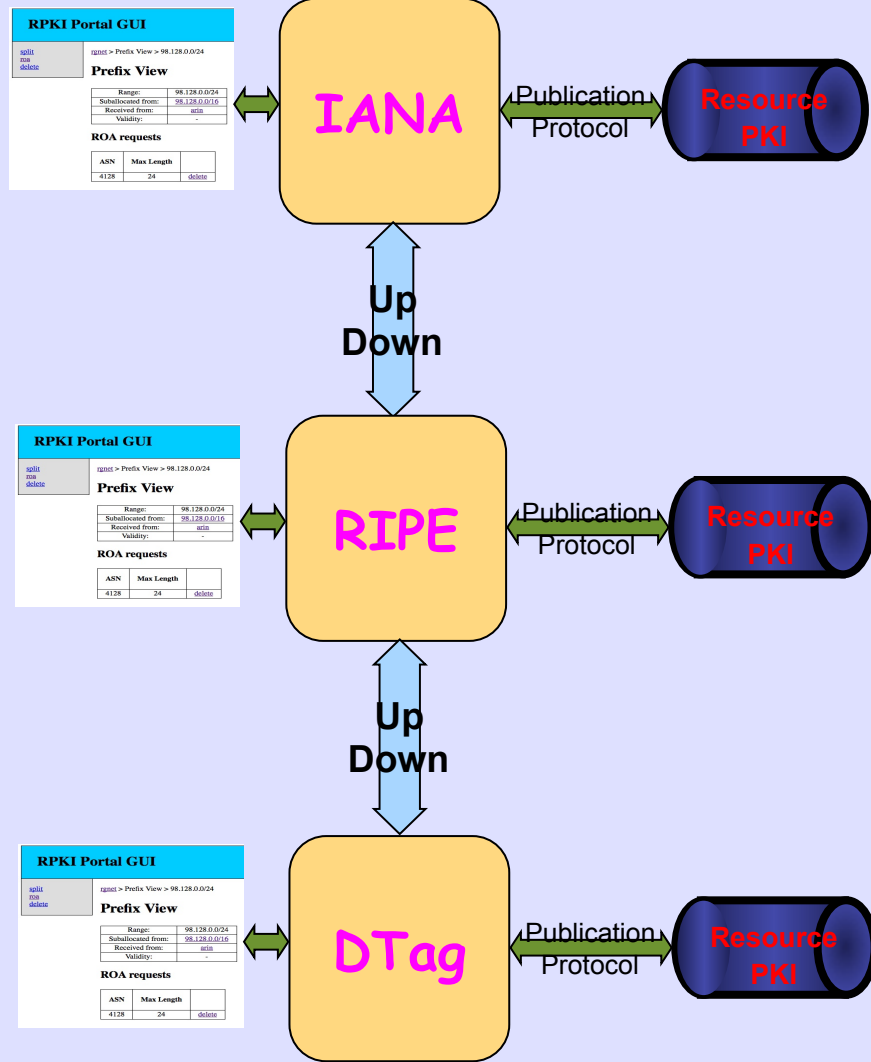 RPKI Portal GUI
split
roa
delete
rgnet > Prefix View > 98.128.0.0/24
Prefix View
Range: 98.128.0.0/24
Suballocated from: 98.128.0.0/16
Received from: arin
Validity: -
ROA requests
ASN Max Length
4128 24 delete
IANA
Publication
Protocol
Resource
PKI
Up
Down
RPKI Portal GUI
split
roa
delete
rgnet > Prefix View > 98.128.0.0/24
Prefix View
Range: 98.128.0.0/24
Suballocated from: 98.128.0.0/16
Received from: arin
Validity: -
ROA requests
ASN Max Length
4128 24 delete
RIPE
Publication
Protocol
Resource
PKI
Up
Down
RPKI Portal GUI
split
roa
delete
rgnet > Prefix View > 98.128.0.0/24
Prefix View
Range: 98.128.0.0/24
Suballocated from: 98.128.0.0/16
Received from: arin
Validity: -
ROA requests
ASN Max Length
4128 24 delete
DTag
Publication
Protocol
Resource
PKI